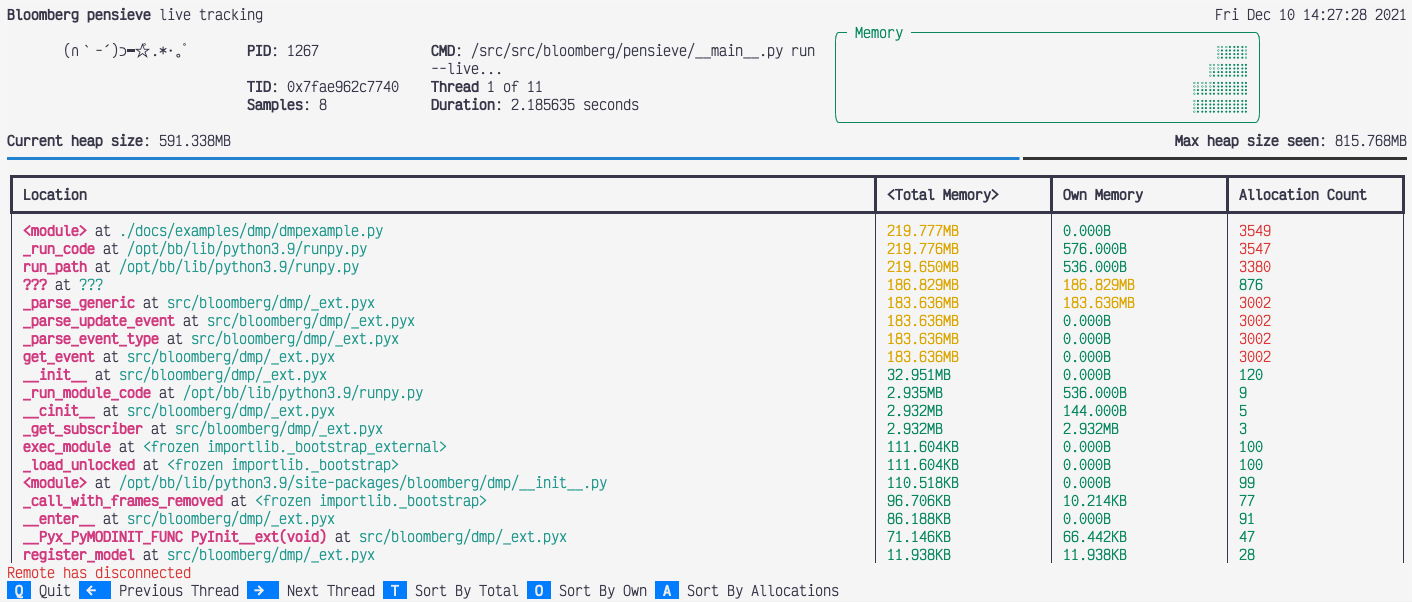 Bloomberg pensieve live tracking Fri Dec 10 14:27:28 2021
(∩｀-´)⊃━☆ﾟ.*･｡ﾟ PID: 1267 CMD: /src/src/bloomberg/pensieve/__main__.py run Memory
--live...
TID: 0x7fae962c7740 Thread 1 of 11
Samples: 8 Duration: 2.185635 seconds
Current heap size: 591.338MB Max heap size seen: 815.768MB
Location <Total Memory> Own Memory Allocation Count
<module> at ./docs/examples/dmp/dmpexample.py 219.777MB 0.000B 3549
_run_code at /opt/bb/lib/python3.9/runpy.py 219.776MB 576.000B 3547
run_path at /opt/bb/lib/python3.9/runpy.py 219.650MB 536.000B 3380
??? at ??? 186.829MB 186.829MB 876
_parse_generic at src/bloomberg/dmp/_ext.pyx 183.636MB 183.636MB 3002
_parse_update_event at src/bloomberg/dmp/_ext.pyx 183.636MB 0.000B 3002
_parse_event_type at src/bloomberg/dmp/_ext.pyx 183.636MB 0.000B 3002
get_event at src/bloomberg/dmp/_ext.pyx 183.636MB 0.000B 3002
__init__ at src/bloomberg/dmp/_ext.pyx 32.951MB 0.000B 120
_run_module_code at /opt/bb/lib/python3.9/runpy.py 2.935MB 536.000B 9
__cinit__ at src/bloomberg/dmp/_ext.pyx 2.932MB 144.000B 5
_get_subscriber at src/bloomberg/dmp/_ext.pyx 2.932MB 2.932MB 3
exec_module at <frozen importlib._bootstrap_external> 111.604KB 0.000B 100
_load_unlocked at <frozen importlib._bootstrap> 111.604KB 0.000B 100
<module> at /opt/bb/lib/python3.9/site-packages/bloomberg/dmp/__init__.py 110.518KB 0.000B 99
_call_with_frames_removed at <frozen importlib._bootstrap> 96.706KB 10.214KB 77
__enter__ at src/bloomberg/dmp/_ext.pyx 86.188KB 0.000B 91
__Pyx_PyMODINIT_FUNC PyInit__ext(void) at src/bloomberg/dmp/_ext.pyx 71.146KB 66.442KB 47
register_model at src/bloomberg/dmp/_ext.pyx 11.938KB 11.938KB 28
Remote has disconnected
Q Quit ← Previous Thread → Next Thread T Sort By Total O Sort By Own A Sort By Allocations